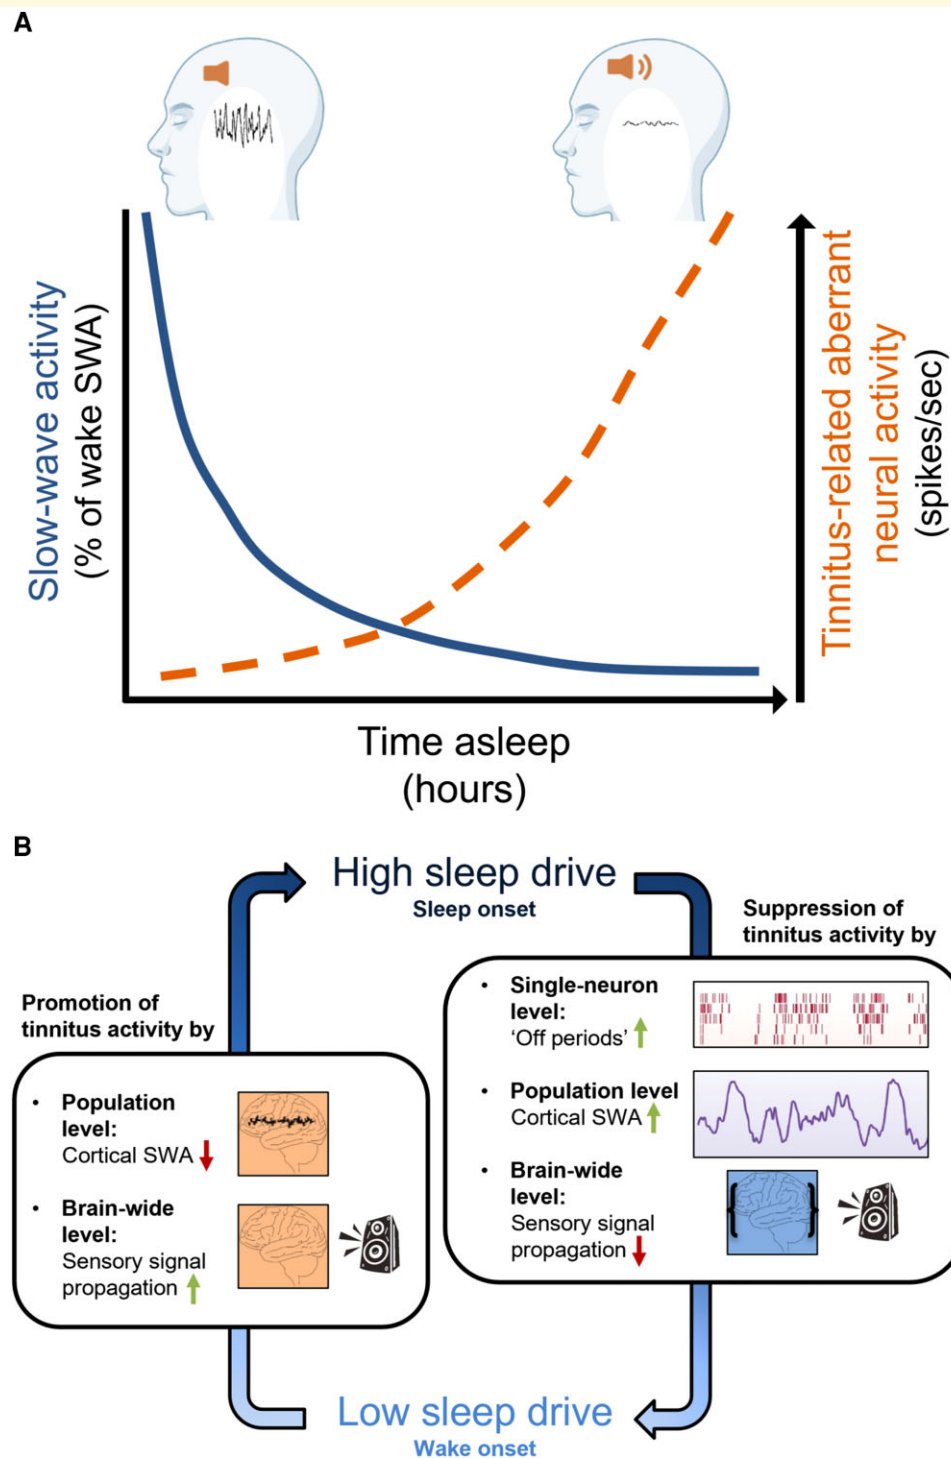 A
Slow-wave activity
(% of wake SWA)
Tinnitus-related aberrant
neural activity
(spikes/sec)
Time asleep
(hours)
B
High sleep drive
Sleep onset
Suppression of
tinnitus activity by
• Single-neuron
level:
'Off periods'
• Population level
Cortical SWA
• Brain-wide
level:
Sensory signal
propagation
Promotion of
tinnitus activity by
• Population
level:
Cortical SWA
• Brain-wide
level:
Sensory signal
propagation
Low sleep drive
Wake onset